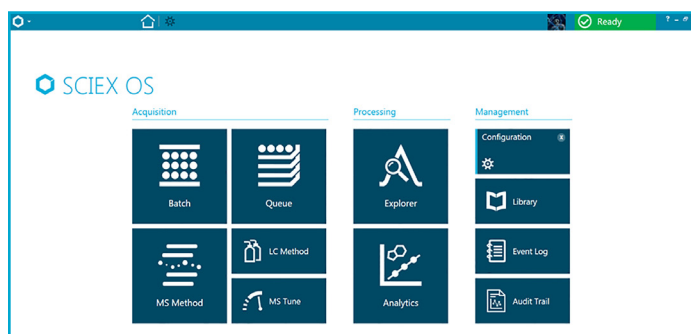 Ready
?
SCIEX OS
Acquisition
Processing
Management
Batch
Queue
Explorer
Configuration
x
Library
MS Method
LC Method
MS Tune
Analytics
Event Log
Audit Trail